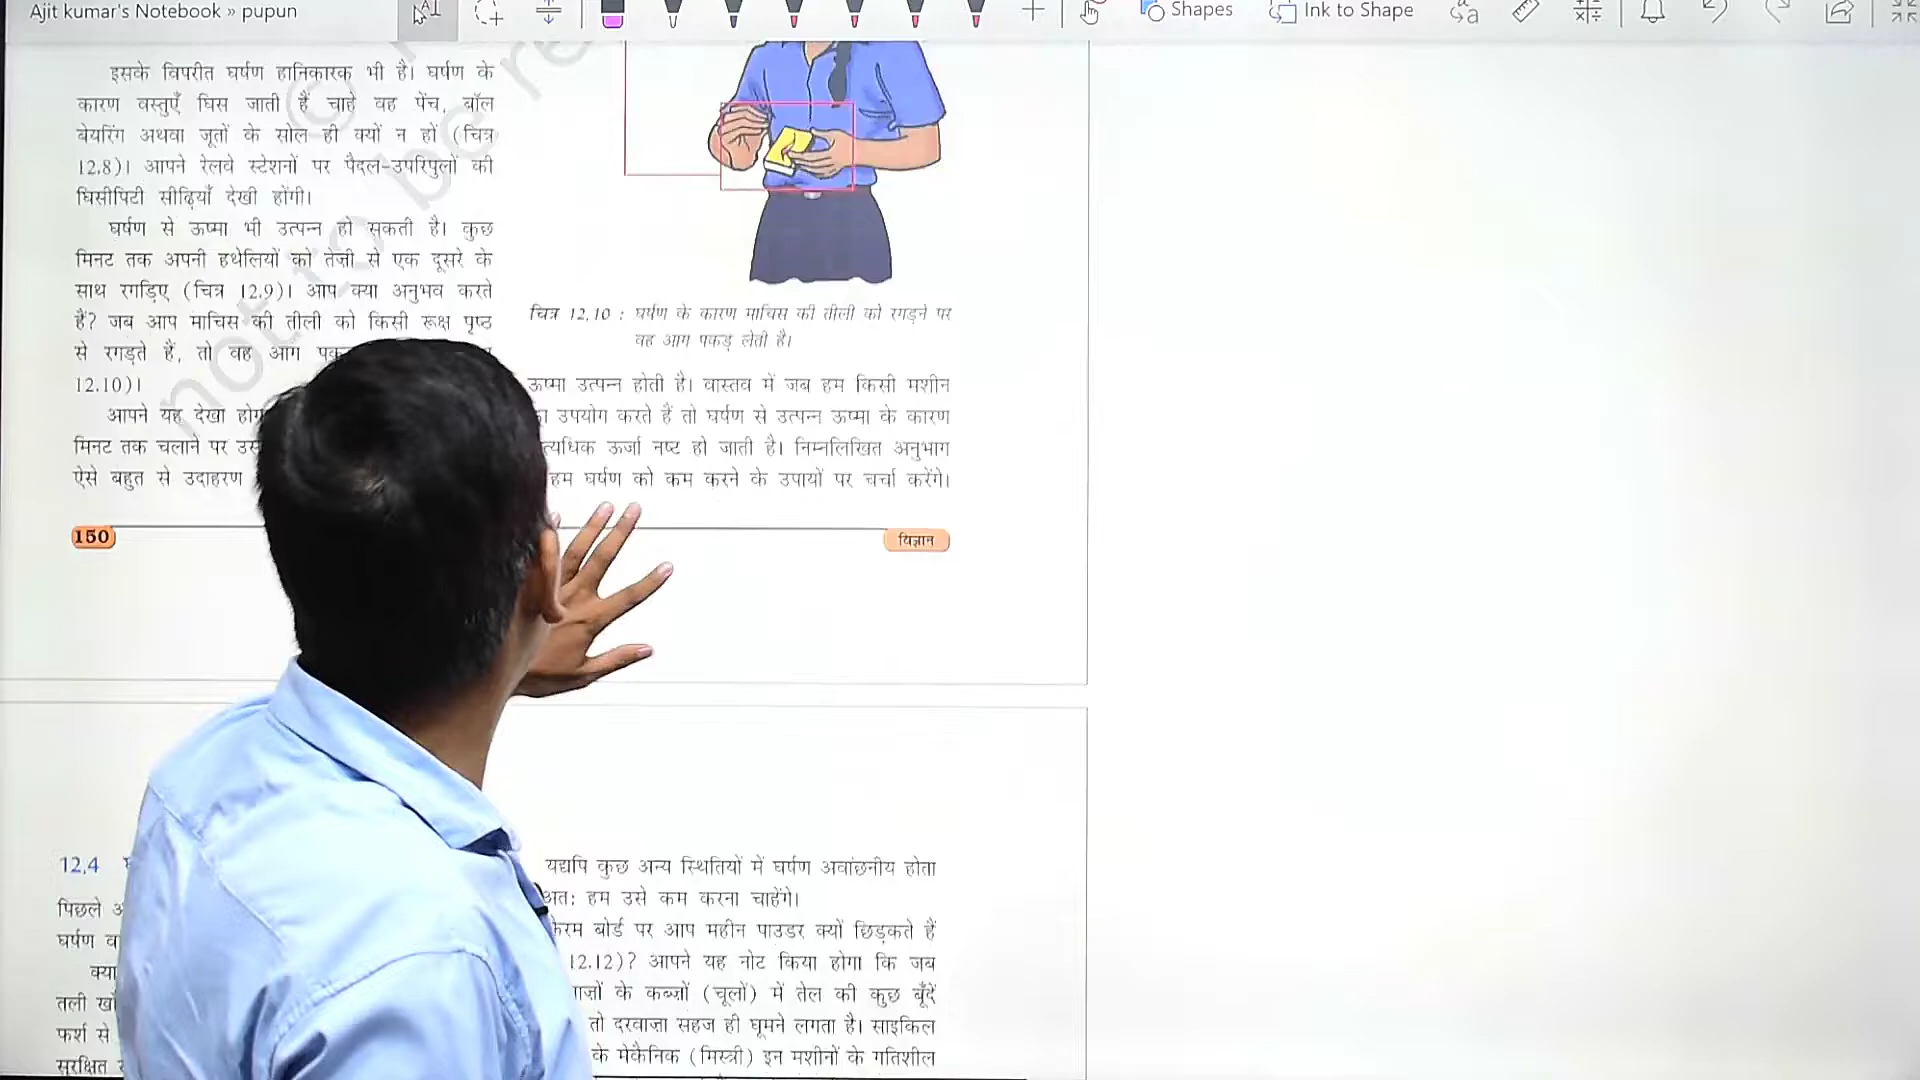 Ajit kumar's Notebook » pupun
Shapes
Ink to Shape
इसके विपरीत घर्षण हानिकारक भी है। घर्षण के
कारण वस्तुएँ घिस जाती हैं चाहे वह पेंच, बॉल
बेयरिंग अथवा जूतों के सोल ही क्यों न हों (चित्र
12.8)। आपने रेलवे स्टेशनों पर पैदल-उपरिपुलों की
घिसीपिटी सीढ़ियाँ देखी होंगी।
घर्षण से ऊष्मा भी उत्पन्न हो सकती है। कुछ
मिनट तक अपनी हथेलियों को तेज़ी से एक दूसरे के
साथ रगड़िए (चित्र 12.9)। आप क्या अनुभव करते
हैं? जब आप माचिस की तीली को किसी रूक्ष पृष्ठ
से रगड़ते हैं, तो वह आग
12.10)।
आपने यह देखा
मिनट तक चलाने पर
ऐसे बहुत से उदाहरण
चित्र 12.10 : घर्षण के कारण माचिस की तीली को रगड़ने पर
वह आग पकड़ लेती है।
ऊष्मा उत्पन्न होती है। वास्तव में जब हम किसी मशीन
उपयोग करते हैं तो घर्षण से उत्पन्न ऊष्मा के कारण
ऊर्जा नष्ट हो जाती है। निम्नलिखित अनुभाग
हम घर्षण को कम करने के उपायों पर चर्चा करेंगे।
150
विज्ञान
not to be re
12.4
पिछले
घर्षण
क्या
तली
फर्श से
सुरक्षित
यद्यपि कुछ अन्य स्थितियों में घर्षण अवांछनीय होता
अत: हम उसे कम करना चाहेंगे।
बोर्ड पर आप महीन पाउडर क्यों छिड़कते हैं
12.12)? आपने यह नोट किया होगा कि जब
के कब्ज़ों (चूलों) में तेल की कुछ बूँदें
तो दरवाज़ा सहज ही घूमने लगता है। साइकिल
के मेकैनिक (मिस्त्री) इन मशीनों के गतिशील